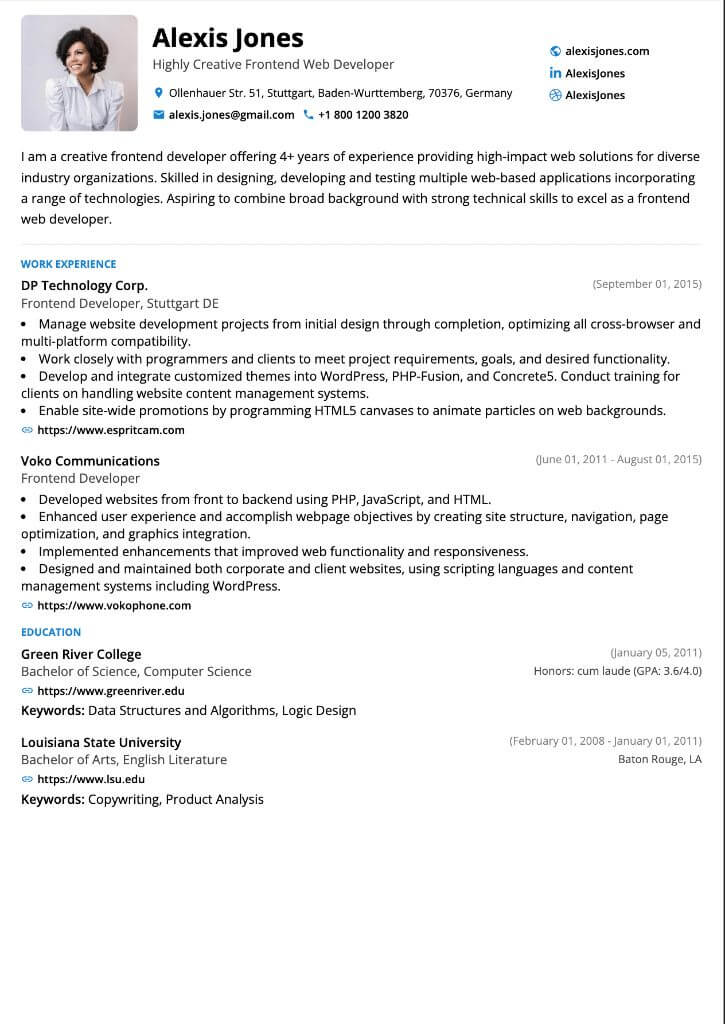 Alexis Jones
Highly Creative Frontend Web Developer
Ollenhauer Str. 51, Stuttgart, Baden-Wurttemberg, 70376, Germany
alexis.jones@gmail.com +1 800 1200 3820
alexisjones.com
AlexisJones
AlexisJones
I am a creative frontend developer offering 4+ years of experience providing high-impact web solutions for diverse
industry organizations. Skilled in designing, developing and testing multiple web-based applications incorporating
a range of technologies. Aspiring to combine broad background with strong technical skills to excel as a frontend
web developer.
WORK EXPERIENCE
DP Technology Corp. (September 01, 2015)
Frontend Developer, Stuttgart DE
• Manage website development projects from initial design through completion, optimizing all cross-browser and
multi-platform compatibility.
• Work closely with programmers and clients to meet project requirements, goals, and desired functionality.
• Develop and integrate customized themes into WordPress, PHP-Fusion, and Concrete5. Conduct training for
clients on handling website content management systems.
• Enable site-wide promotions by programming HTML5 canvases to animate particles on web backgrounds.
https://www.espritcam.com
Voko Communications (June 01, 2011 - August 01, 2015)
Frontend Developer
• Developed websites from front to backend using PHP, JavaScript, and HTML.
• Enhanced user experience and accomplish webpage objectives by creating site structure, navigation, page
optimization, and graphics integration.
• Implemented enhancements that improved web functionality and responsiveness.
• Designed and maintained both corporate and client websites, using scripting languages and content
management systems including WordPress.
https://www.vokophone.com
EDUCATION
Green River College (January 05, 2011)
Bachelor of Science, Computer Science Honors: cum laude (GPA: 3.6/4.0)
https://www.greenriver.edu
Keywords: Data Structures and Algorithms, Logic Design
Louisiana State University (February 01, 2008 - January 01, 2011)
Bachelor of Arts, English Literature Baton Rouge, LA
https://www.lsu.edu
Keywords: Copywriting, Product Analysis